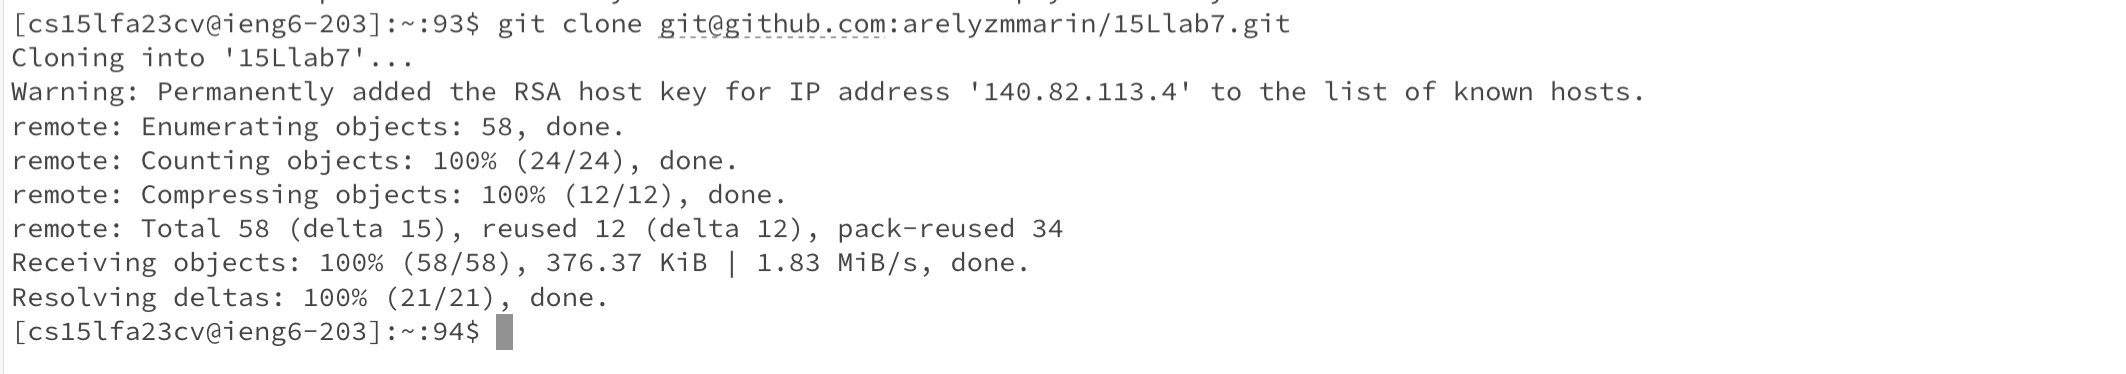 [cs15lfa23cv@ieng6-203]:~:93$ git clone git@github.com:arelyzmmarin/15Llab7.git
Cloning into '15Llab7'...
Warning: Permanently added the RSA host key for IP address '140.82.113.4' to the list of known hosts.
remote: Enumerating objects: 58, done.
remote: Counting objects: 100% (24/24), done.
remote: Compressing objects: 100% (12/12), done.
remote: Total 58 (delta 15), reused 12 (delta 12), pack-reused 34
Receiving objects: 100% (58/58), 376.37 KiB | 1.83 MiB/s, done.
Resolving deltas: 100% (21/21), done.
[cs15lfa23cv@ieng6-203]:~:94$